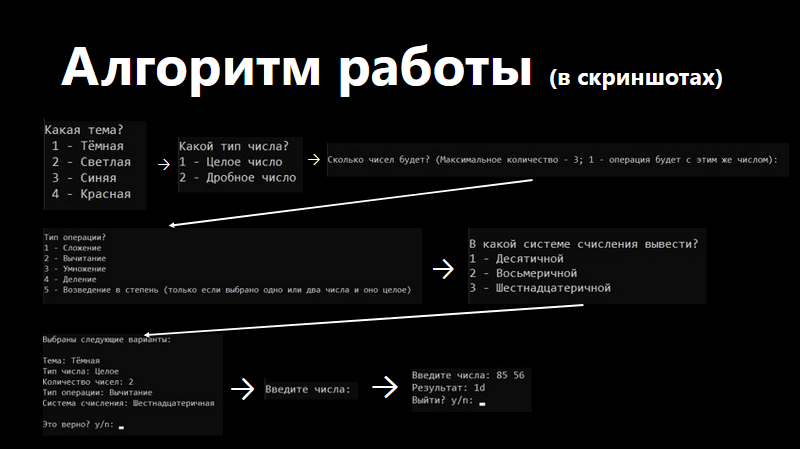 Алгоритм работы (в скриншотах)
Какая тема?
1 - Тёмная
2 - Светлая
3 - Синяя
4 - Красная
Какой тип числа?
1 - Целое число
2 - Дробное число
Сколько чисел будет? (Максимальное количество - 3; 1 - операция будет с этим же числом):
Тип операции?
1 - Сложение
2 - Вычитание
3 - Умножение
4 - Деление
5 - Возведение в степень (только если выбрано одно или два числа и оно целое)
В какой системе счисления вывести?
1 - Десятичной
2 - Восьмеричной
3 - Шестнадцатеричной
Выбраны следующие варианты:
Тема: Тёмная
Тип числа: Целое
Количество чисел: 2
Тип операции: Вычитание
Система счисления: Шестнадцатеричная
Это верно? y/n:
Введите числа:
Введите числа: 85 56
Результат: 1d
Выйти? y/n: